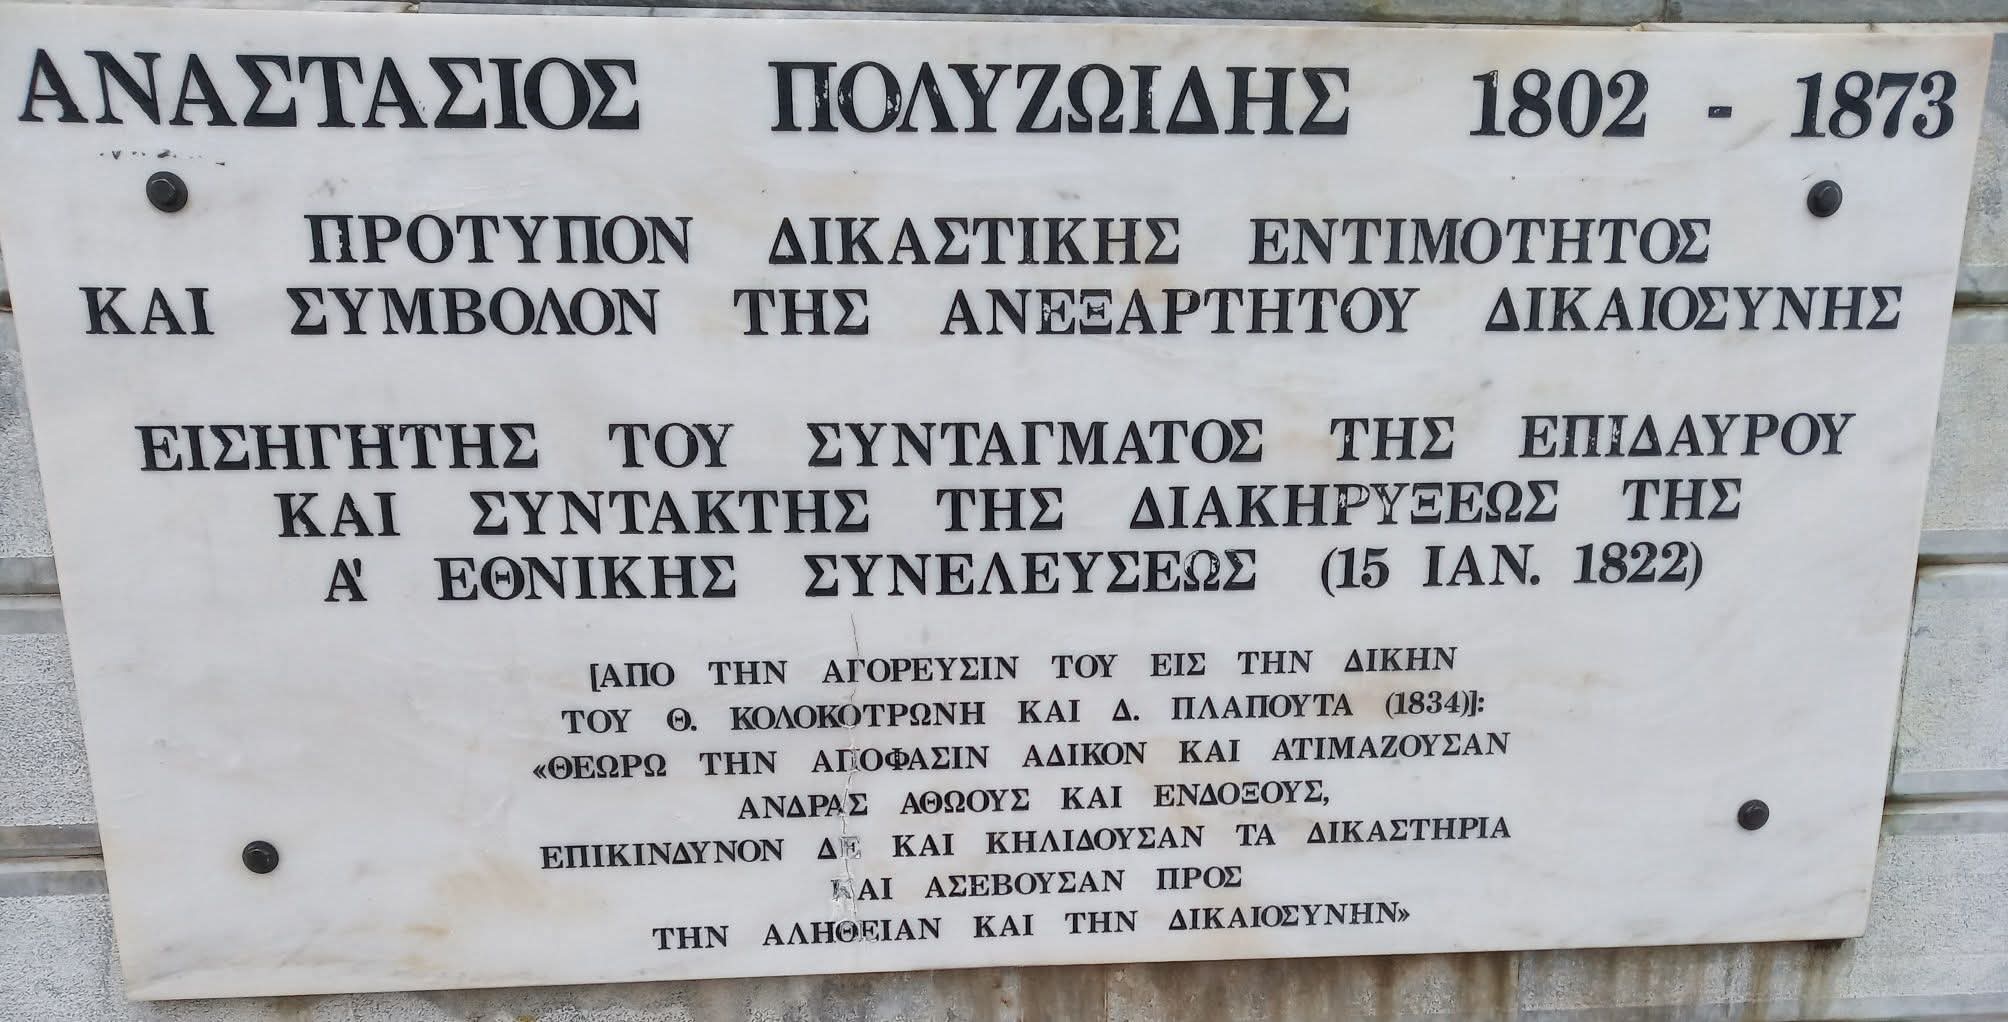 ΑΝΑΣΤΑΣΙΟΣ ΠΟΛΥΖΩΙΔΗΣ 1802 - 1873
ΠΡΟΤΥΠΟΝ ΔΙΚΑΣΤΙΚΗΣ ΕΝΤΙΜΟΤΗΤΟΣ
ΚΑΙ ΣΥΜΒΟΛΟΝ ΤΗΣ ΑΝΕΞΑΡΤΗΤΟΥ ΔΙΚΑΙΟΣΥΝΗΣ
ΕΙΣΗΓΗΤΗΣ ΤΟΥ ΣΥΝΤΑΓΜΑΤΟΣ ΤΗΣ ΕΠΙΔΑΥΡΟΥ
ΚΑΙ ΣΥΝΤΑΚΤΗΣ ΤΗΣ ΔΙΑΚΗΡΥΞΕΩΣ ΤΗΣ
Α' ΕΘΝΙΚΗΣ ΣΥΝΕΛΕΥΣΕΩΣ (15 ΙΑΝ. 1822)
[ΑΠΟ ΤΗΝ ΑΓΟΡΕΥΣΙΝ ΤΟΥ ΕΙΣ ΤΗΝ ΔΙΚΗΝ
ΤΟΥ Θ. ΚΟΛΟΚΟΤΡΩΝΗ ΚΑΙ Δ. ΠΛΑΠΟΥΤΑ (1834)]:
«ΘΕΩΡΩ ΤΗΝ ΑΠΟΦΑΣΙΝ ΑΔΙΚΟΝ ΚΑΙ ΑΤΙΜΑΖΟΥΣΑΝ
ΑΝΔΡΑΣ ΑΘΩΟΥΣ ΚΑΙ ΕΝΔΟΞΟΥΣ,
ΕΠΙΚΙΝΔΥΝΟΝ ΔΕ ΚΑΙ ΚΗΛΙΔΟΥΣΑΝ ΤΑ ΔΙΚΑΣΤΗΡΙΑ
ΚΑΙ ΑΣΕΒΟΥΣΑΝ ΠΡΟΣ
ΤΗΝ ΑΛΗΘΕΙΑΝ ΚΑΙ ΤΗΝ ΔΙΚΑΙΟΣΥΝΗΝ»